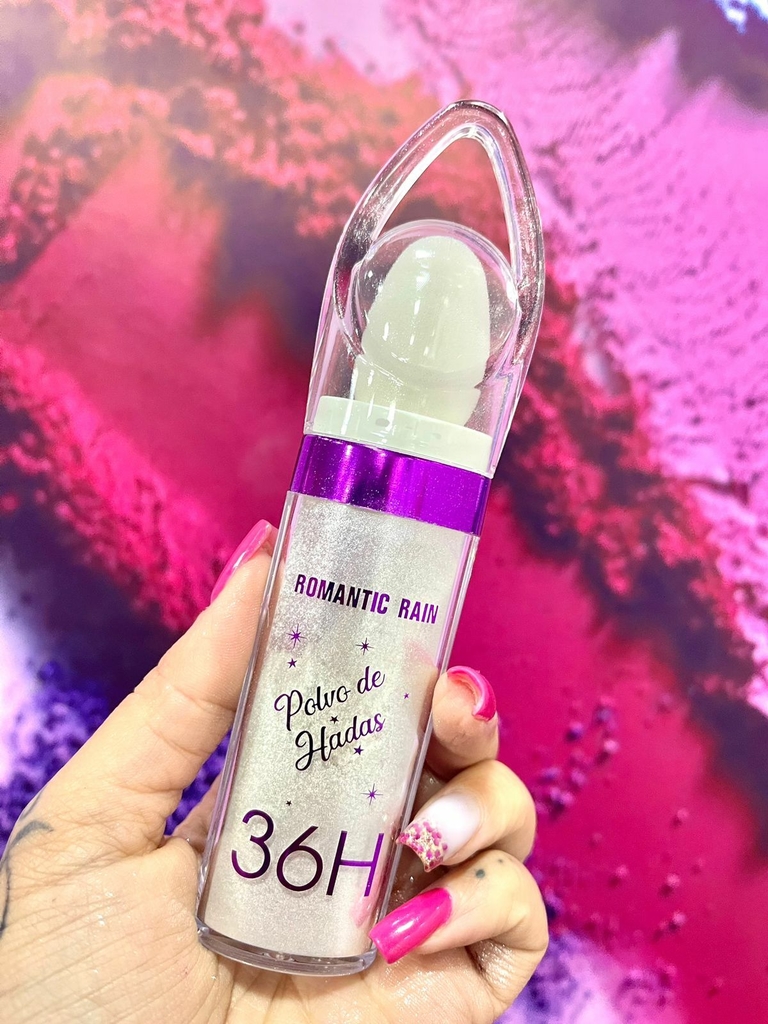 ROMANTIC RAIN
Polvo de
Hadas
36H